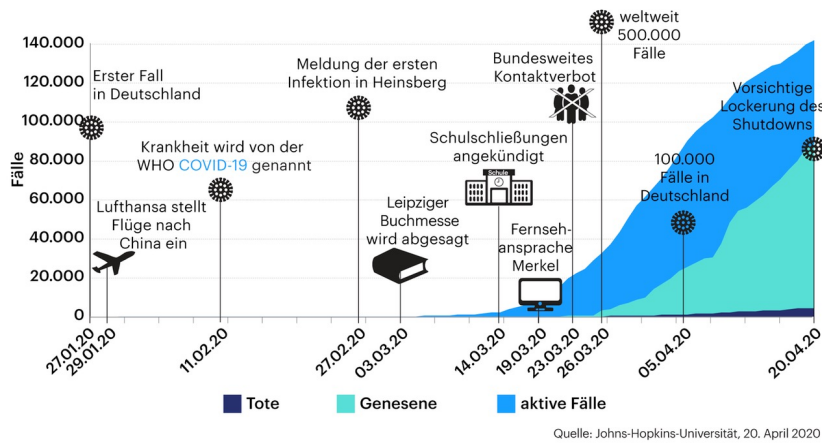 weltweit
500.000
Fälle
140.000
120.000
100.000
80.000
60.000
40.000
20.000
0
Fälle
Erster Fall
in Deutschland
Lufthansa stellt
Flüge nach
China ein
Krankheit wird von der
WHO COVID-19 genannt
Meldung der ersten
Infektion in Heinsberg
Leipziger
Buchmesse
wird abgesagt
Schulschließungen
angekündigt
Schule
Fernseh-
ansprache
Merkel
Bundesweites
Kontaktverbot
100.000
Fälle in
Deutschland
Vorsichtige
Lockerung des
Shutdowns
27.01.20
29.01.20
11.02.20
27.02.20
03.03.20
14.03.20
19.03.20
23.03.20
26.03.20
05.04.20
20.04.20
Tote
Genesene
aktive Fälle
Quelle: Johns-Hopkins-Universität, 20. April 2020